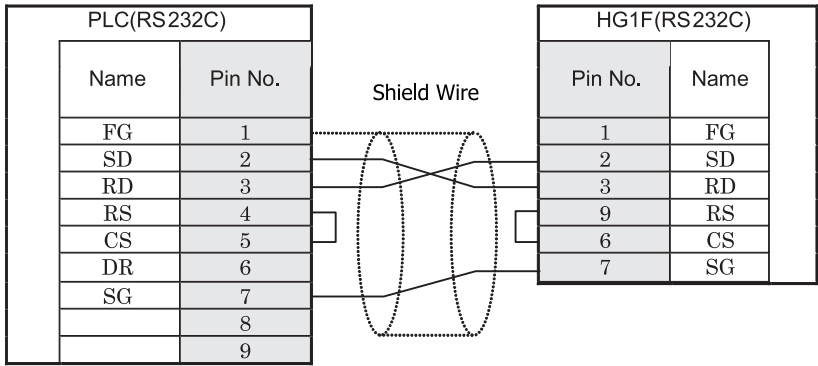 PLC(RS232C) HG1F(RS232C)
Name Pin No. Shield Wire Pin No. Name
FG 1 1 FG
SD 2 2 SD
RD 3 3 RD
RS 4 9 RS
CS 5 6 CS
DR 6 7 SG
SG 7
8
9